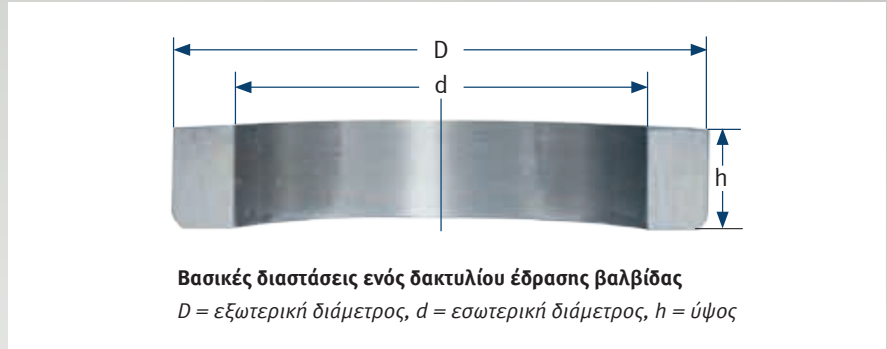 D
d
h
Βασικές διαστάσεις ενός δακτυλίου έδρασης βαλβίδας
D = εξωτερική διάμετρος, d = εσωτερική διάμετρος, h = ύψος